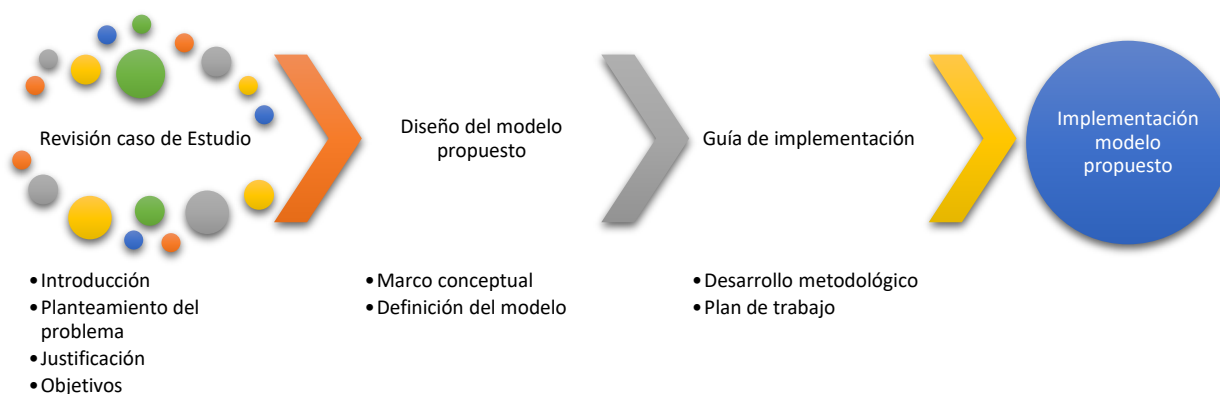 Revisión caso de Estudio
Diseño del modelo
propuesto
Guía de implementación
Implementación
modelo
propuesto
•Introducción
•Planteamiento del
problema
•Justificación
•Objetivos
•Marco conceptual
•Definición del modelo
•Desarrollo metodológico
•Plan de trabajo